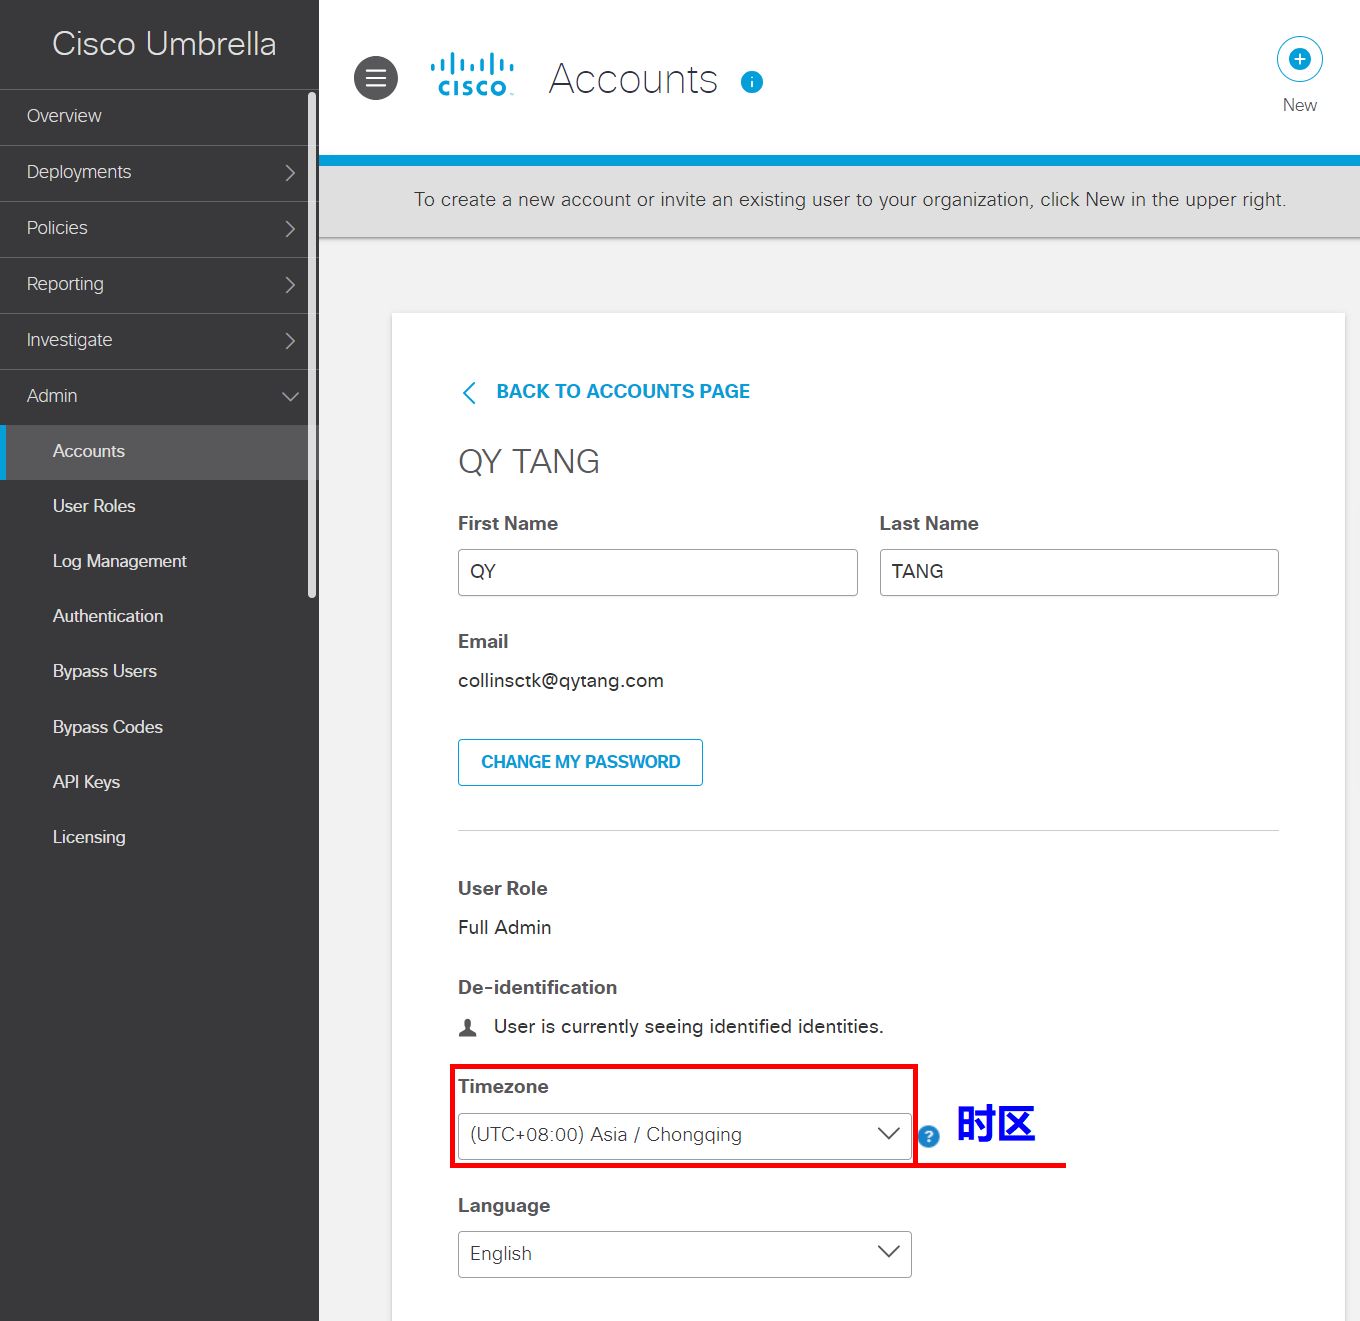 Cisco Umbrella
Overview
Deployments
Policies
Reporting
Investigate
Admin
Accounts
User Roles
Log Management
Authentication
Bypass Users
Bypass Codes
API Keys
Licensing
cisco
Accounts
New
To create a new account or invite an existing user to your organization, click New in the upper right.
BACK TO ACCOUNTS PAGE
QY TANG
First Name
Last Name
QY
TANG
Email
collinsctk@qytang.com
CHANGE MY PASSWORD
User Role
Full Admin
De-identification
User is currently seeing identified identities.
Timezone
(UTC+08:00) Asia / Chongqing
时区
Language
English